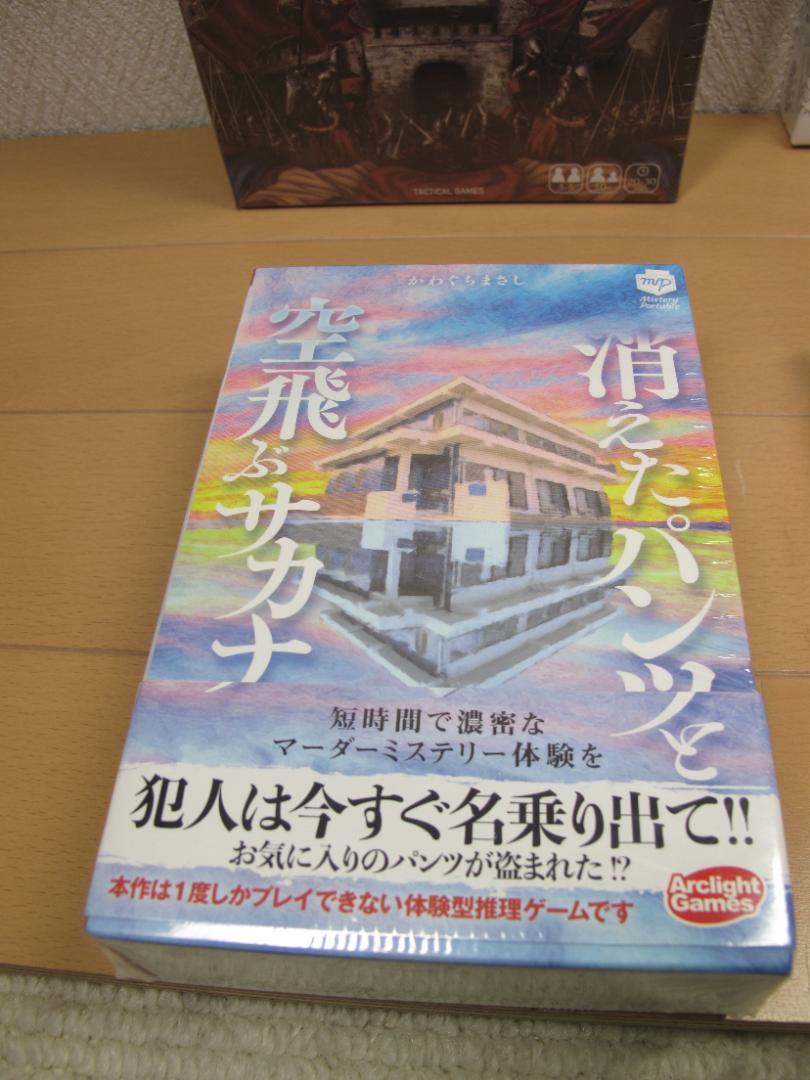 TACTICAL GAMES
かわぐちまさし
mp
Mistery
Portable
消えたパンツと
空飛ぶサカナ
短時間で濃密な
マーダーミステリー体験を
犯人は今すぐ名乗り出て!!
お気に入りのパンツが盗まれた!?
本作は1度しかプレイできない体験型推理ゲームです
Arclight
Games